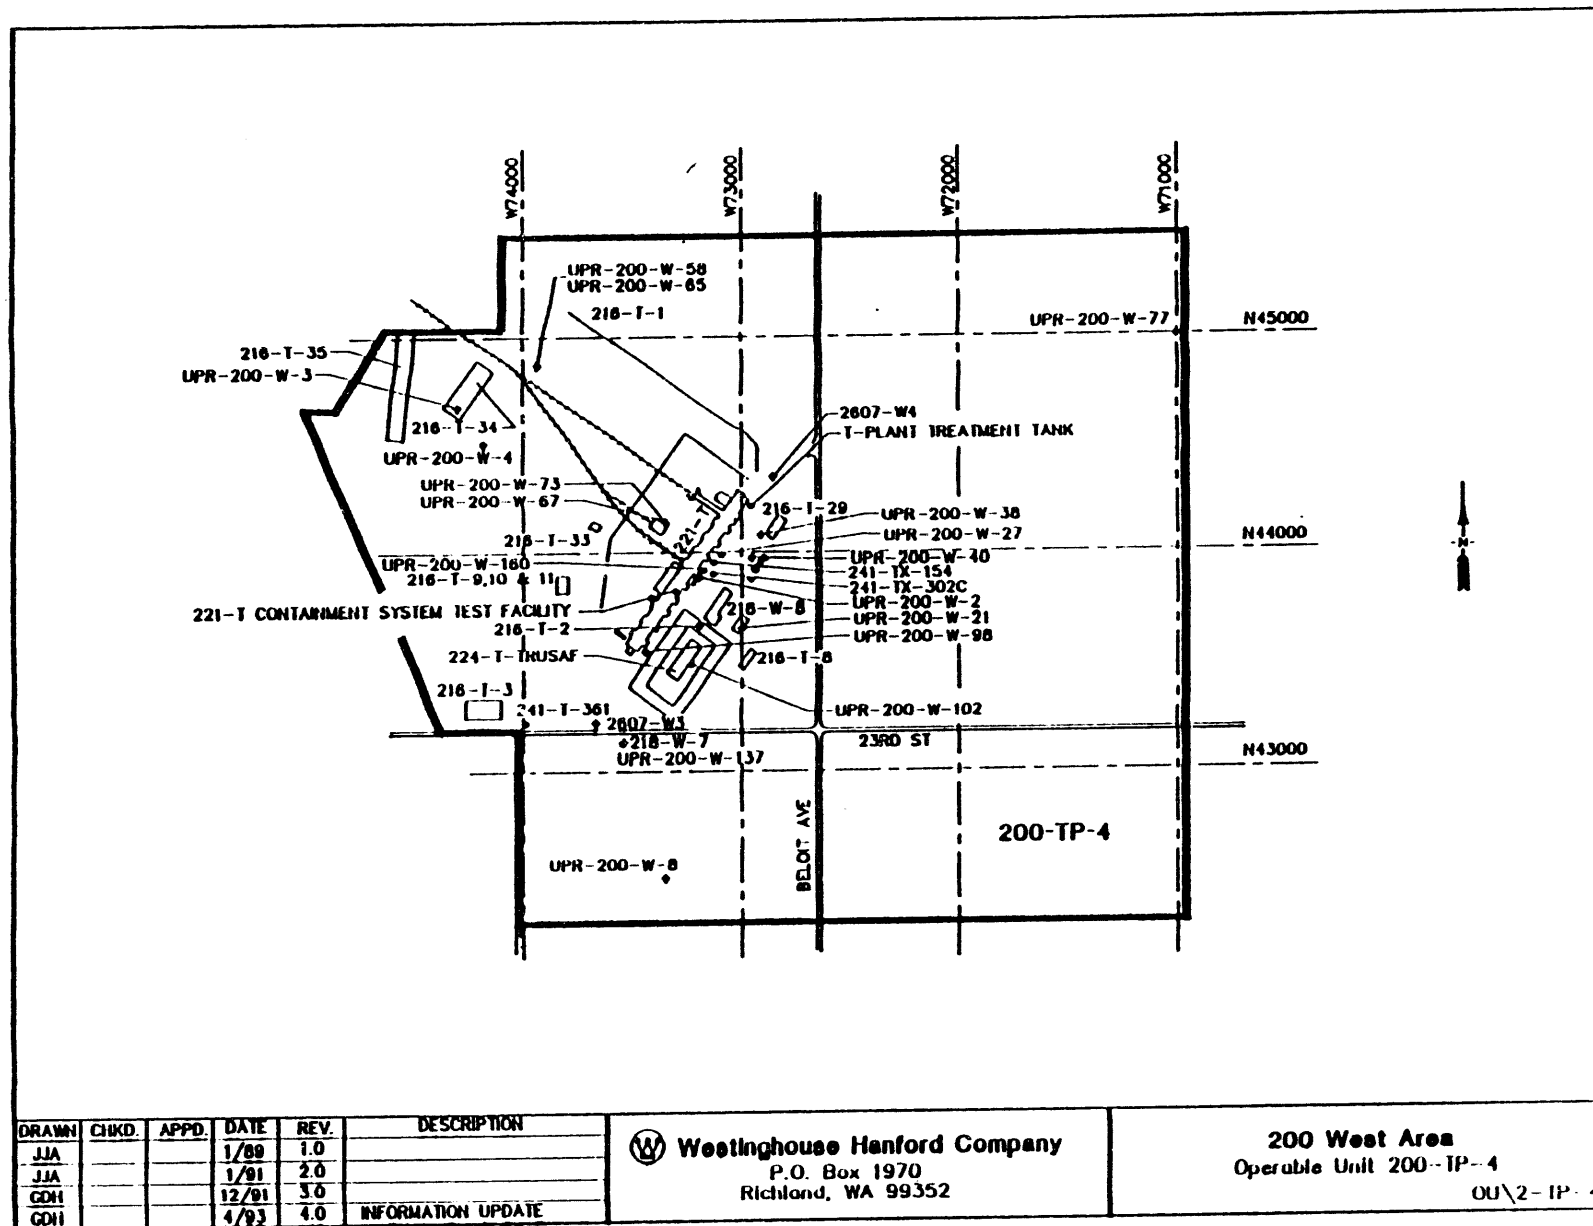 W74000
W73000
W72000
W71000
UPR-200-W-58
UPR-200-W-65
216-T-1
UPR-200-W-77
N45000
216-T-35
UPR-200-W-3
216-T-34
UPR-200-W-4
2607-W4
T-PLANT TREATMENT TANK
UPR-200-W-73
UPR-200-W-67
221-T
216-T-29
UPR-200-W-38
UPR-200-W-27
N44000
N
216-T-33
UPR-200-W-160
216-T-9,10 & 11
UPR-200-W-40
241-TX-154
241-TX-302C
UPR-200-W-2
UPR-200-W-21
UPR-200-W-98
221-T CONTAINMENT SYSTEM TEST FACILITY
216-W-8
216-T-2
224-T-TRUSAF
216-T-8
216-T-3
241-T-361
UPR-200-W-102
2607-W3
218-W-7
UPR-200-W-137
23RD ST
N43000
BELOIT AVE
200-TP-4
UPR-200-W-8
DRAWN CHKD. APPD. DATE REV. DESCRIPTION
JJA 1/89 1.0
JJA 1/91 2.0
GDH 12/91 3.0
GDH 4/93 4.0 INFORMATION UPDATE
W Westinghouse Hanford Company
P.O. Box 1970
Richland, WA 99352
200 West Area
Operable Unit 200-TP-4
OU\2-TP-4